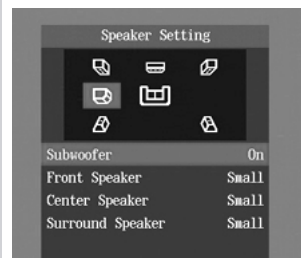 Speaker Setting
Subwoofer On
Front Speaker Small
Center Speaker Small
Surround Speaker Small